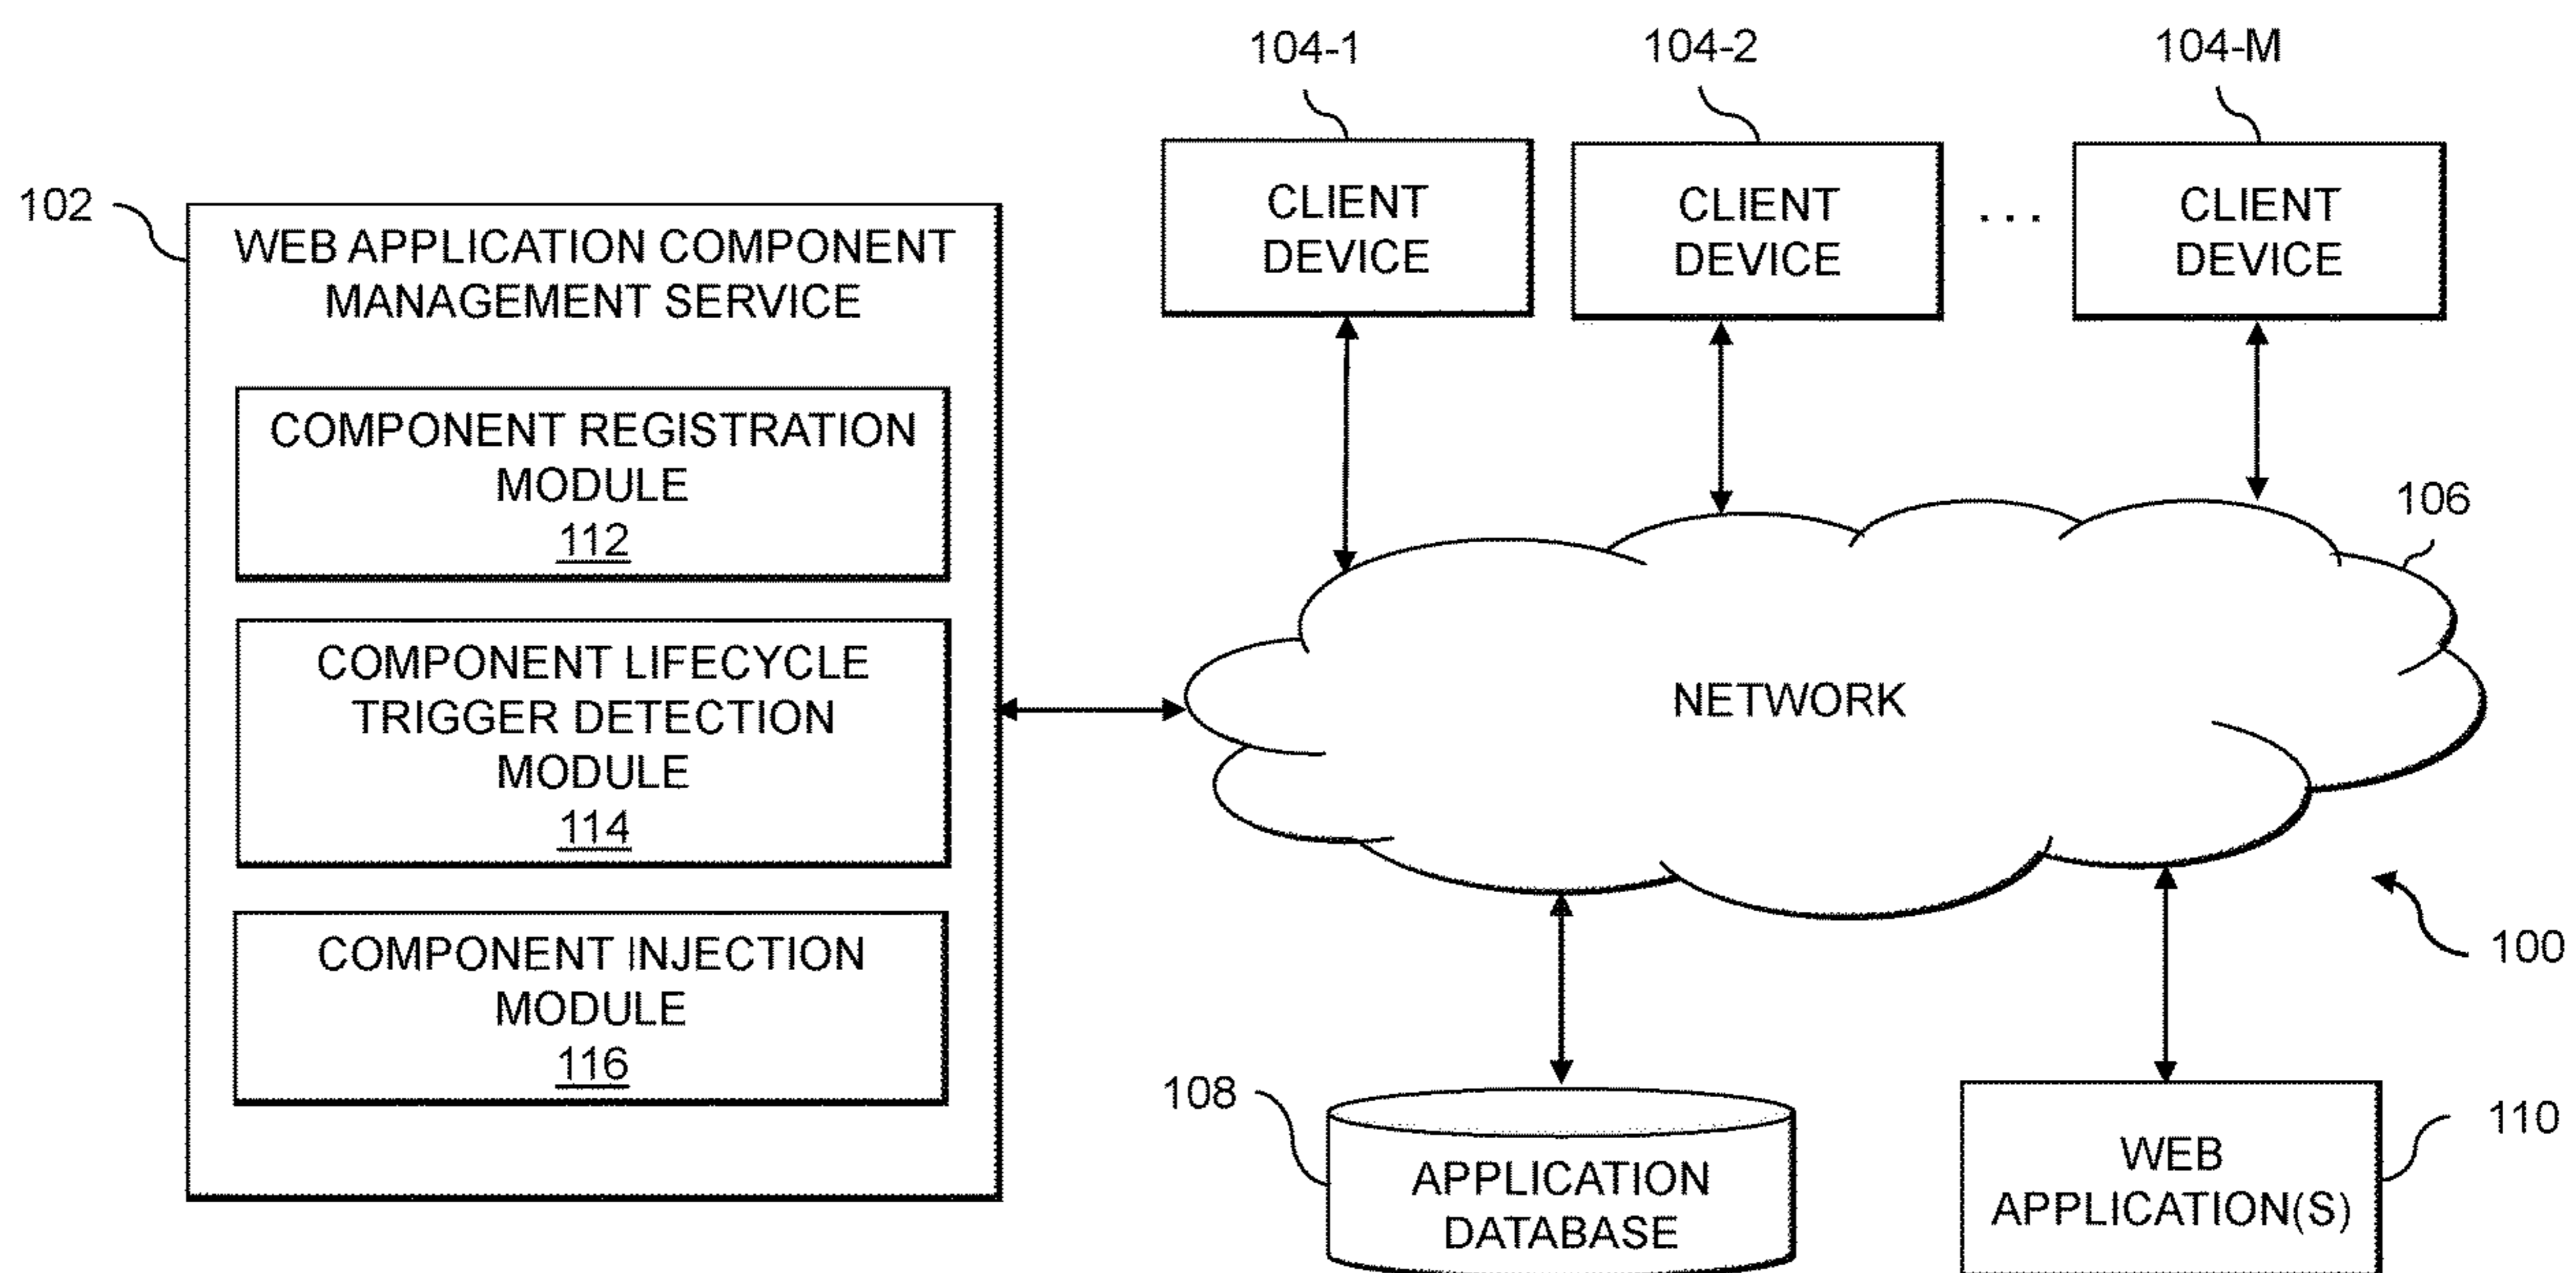 104-1
104-2
104-M
CLIENT
DEVICE
CLIENT
DEVICE
. . .
CLIENT
DEVICE
102
WEB APPLICATION COMPONENT
MANAGEMENT SERVICE
COMPONENT REGISTRATION
MODULE
112
COMPONENT LIFECYCLE
TRIGGER DETECTION
MODULE
114
COMPONENT INJECTION
MODULE
116
106
NETWORK
100
108
APPLICATION
DATABASE
110
WEB
APPLICATION(S)